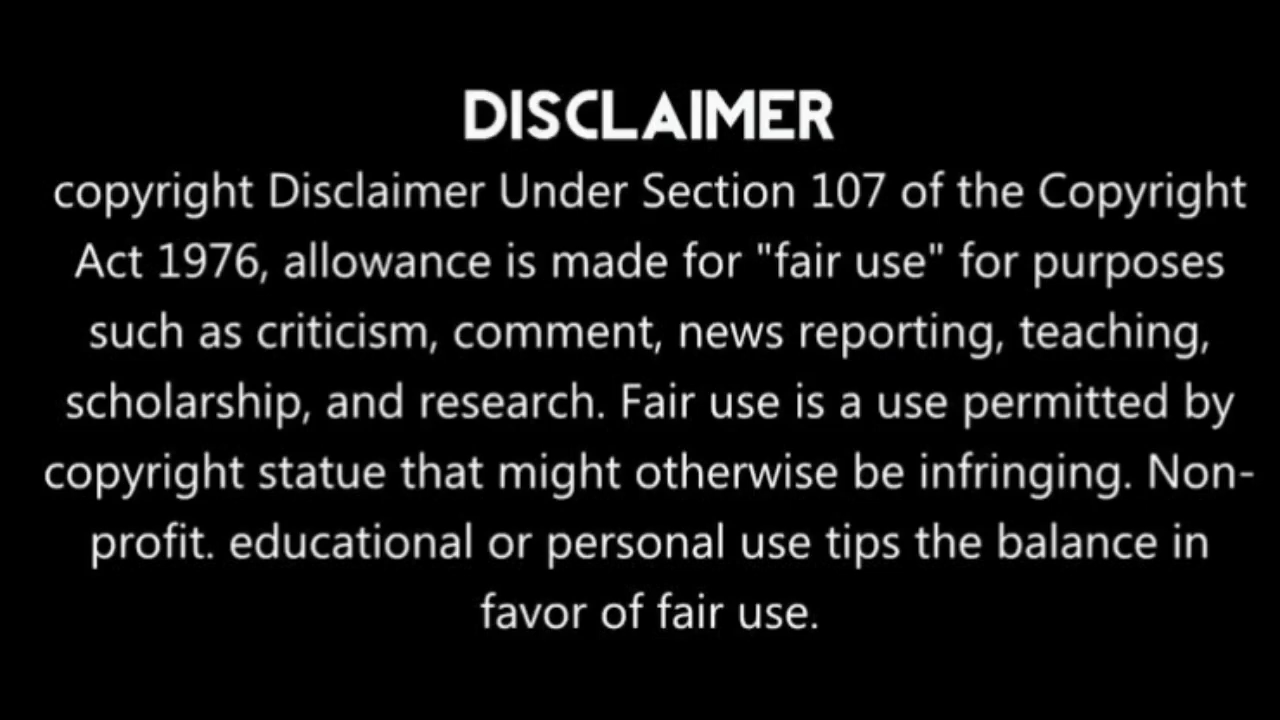 DISCLAIMER
copyright Disclaimer Under Section 107 of the Copyright
Act 1976, allowance is made for "fair use" for purposes
such as criticism, comment, news reporting, teaching,
scholarship, and research. Fair use is a use permitted by
copyright statue that might otherwise be infringing. Non-
profit. educational or personal use tips the balance in
favor of fair use.